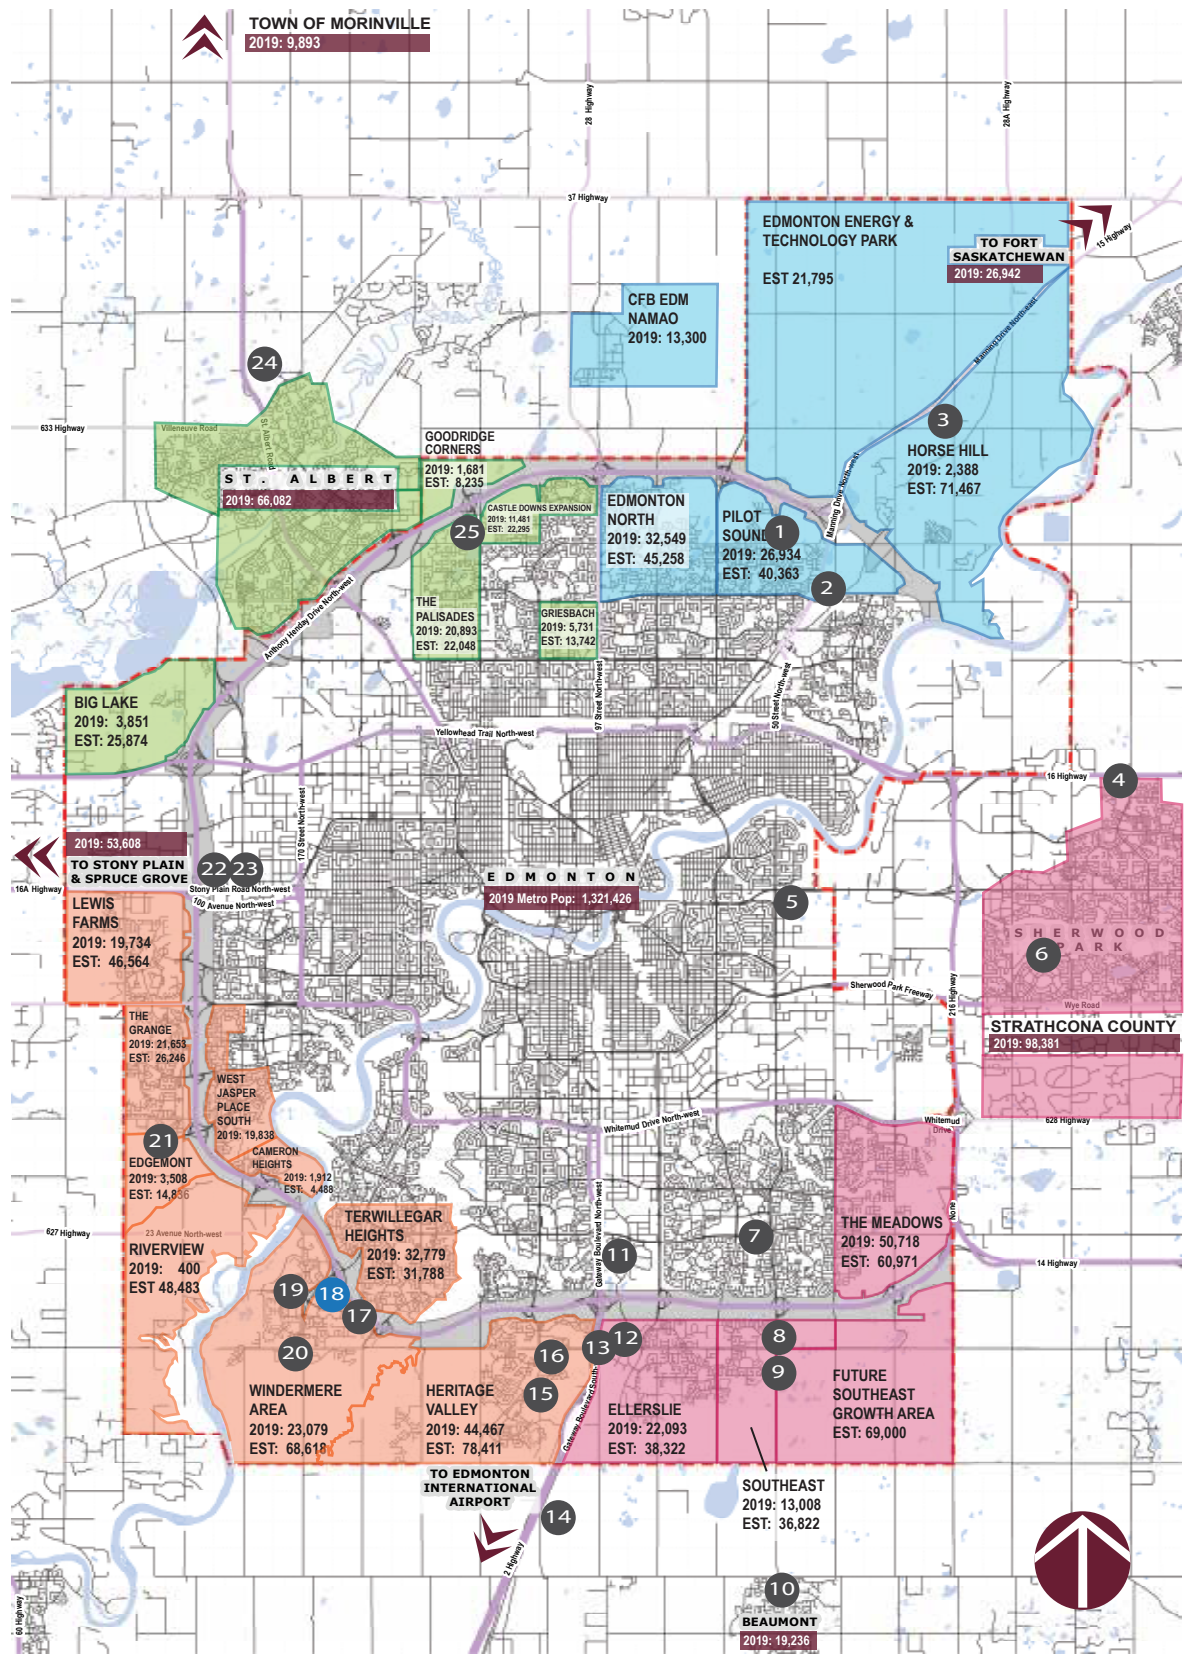 TOWN OF MORINVILLE
2019: 9,893
28 Highway
28A Highway
37 Highway
15 Highway
EDMONTON ENERGY &
TECHNOLOGY PARK
EST 21,795
TO FORT
SASKATCHEWAN
2019: 26,942
Manning Drive North-east
CFB EDM
NAMAO
2019: 13,300
24
3
HORSE HILL
2019: 2,388
EST: 71,467
633 Highway
Villeneuve Road
St. Albert Road
GOODRIDGE
CORNERS
2019: 1,681
EST: 8,235
ST. ALBERT
2019: 66,082
CASTLE DOWNS EXPANSION
2019: 11,481
EST: 22,295
25
EDMONTON
NORTH
2019: 32,549
EST: 45,258
PILOT
SOUND
1
2019: 26,934
EST: 40,363
Manning Drive North-west
2
THE
PALISADES
2019: 20,893
EST: 22,048
GRIESBACH
2019: 5,731
EST: 13,742
Anthony Henday Drive North-west
97 Street North-west
50 Street North-west
BIG LAKE
2019: 3,851
EST: 25,874
Yellowhead Trail North-west
16 Highway
4
170 Street North-west
2019: 53,608
TO STONY PLAIN
& SPRUCE GROVE
22
23
16A Highway
Stony Plain Road North-west
100 Avenue North-west
EDMONTON
2019 Metro Pop: 1,321,426
5
LEWIS
FARMS
2019: 19,734
EST: 46,564
SHERWOOD
PARK
6
Sherwood Park Freeway
216 Highway
Wye Road
STRATHCONA COUNTY
2019: 98,381
THE
GRANGE
2019: 21,653
EST: 26,246
WEST
JASPER
PLACE
SOUTH
2019: 19,838
Whitemud Drive North-west
Whitemud
Drive
628 Highway
21
EDGEMONT
2019: 3,508
EST: 14,836
CAMERON
HEIGHTS
2019: 1,912
EST: 4,488
627 Highway
23 Avenue North-west
RIVERVIEW
2019: 400
EST 48,483
TERWILLEGAR
HEIGHTS
2019: 32,779
EST: 31,788
Gateway Boulevard North-west
11
7
THE MEADOWS
2019: 50,718
EST: 60,971
None
14 Highway
19
18
17
20
16
15
13
12
8
9
WINDERMERE
AREA
2019: 23,079
EST: 68,618
HERITAGE
VALLEY
2019: 44,467
EST: 78,411
Gateway Boulevard South-
ELLERSLIE
2019: 22,093
EST: 38,322
FUTURE
SOUTHEAST
GROWTH AREA
EST: 69,000
TO EDMONTON
INTERNATIONAL
AIRPORT
14
SOUTHEAST
2019: 13,008
EST: 36,822
2 Highway
60 Highway
10
BEAUMONT
2019: 19,236